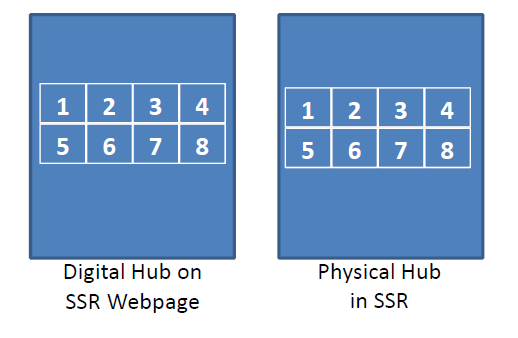 1 2 3 4
5 6 7 8
Digital Hub on
SSR Webpage
1 2 3 4
5 6 7 8
Physical Hub
in SSR